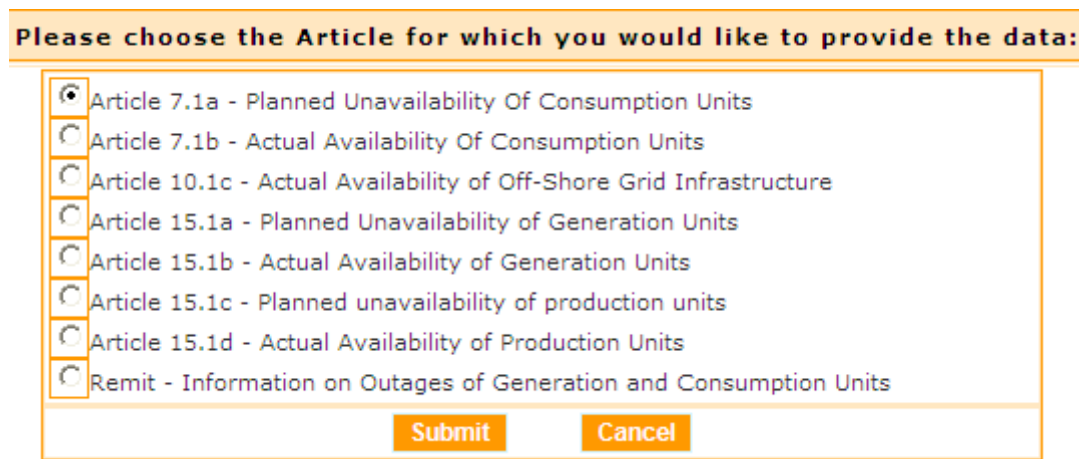 Please choose the Article for which you would like to provide the data:
Article 7.1a - Planned Unavailability Of Consumption Units
Article 7.1b - Actual Availability Of Consumption Units
Article 10.1c - Actual Availability of Off-Shore Grid Infrastructure
Article 15.1a - Planned Unavailability of Generation Units
Article 15.1b - Actual Availability of Generation Units
Article 15.1c - Planned unavailability of production units
Article 15.1d - Actual Availability of Production Units
Remit - Information on Outages of Generation and Consumption Units
Submit Cancel